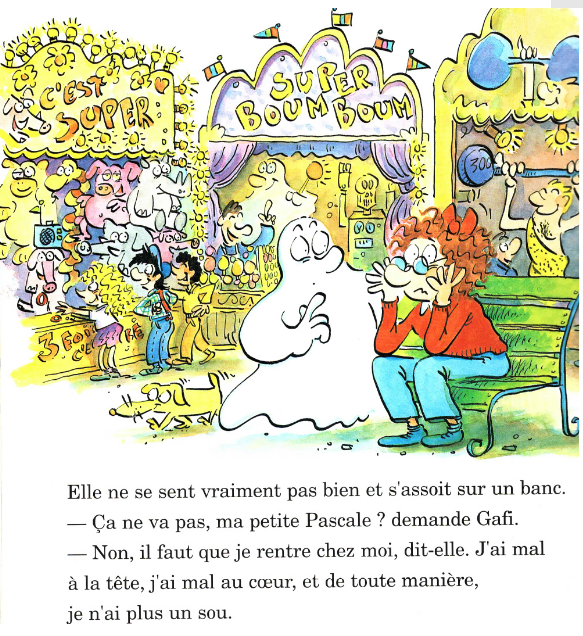 C'EST
SUPER
SUPER
BOUM BOUM
300
3
Elle ne se sent vraiment pas bien et s'assoit sur un banc.
— Ça ne va pas, ma petite Pascale ? demande Gafi.
— Non, il faut que je rentre chez moi, dit-elle. J'ai mal
à la tête, j'ai mal au cœur, et de toute manière,
je n'ai plus un sou.